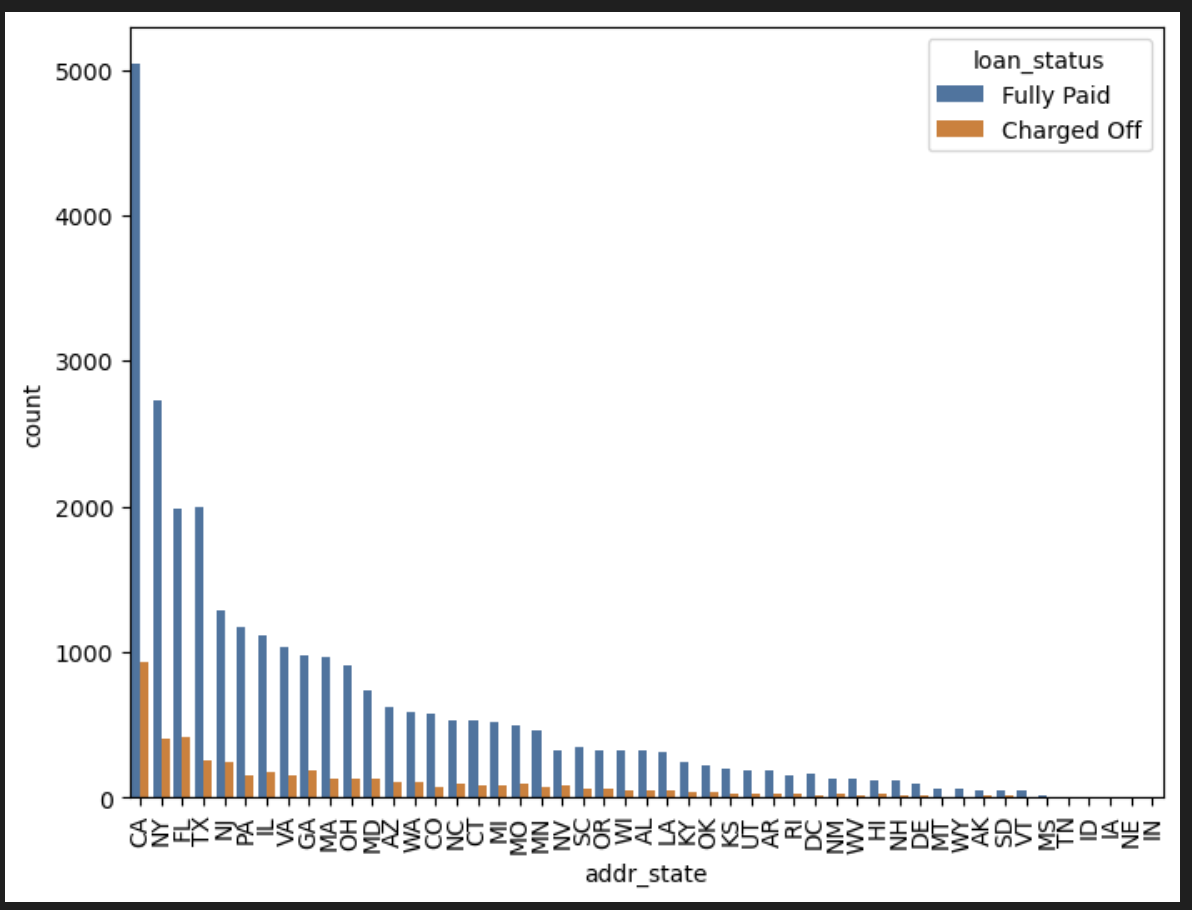 loan_status
Fully Paid
Charged Off
5000
4000
3000
2000
1000
0
count
CA NY FL TX NJ PA IL VA GA MA OH MD AZ WA CO NC CT MI MO MN NV SC OR WI AL LA KY OK KS UT AR RI DC NM WV HI NH DE MT WY AK SD VT MS TN ID IA NE IN
addr_state